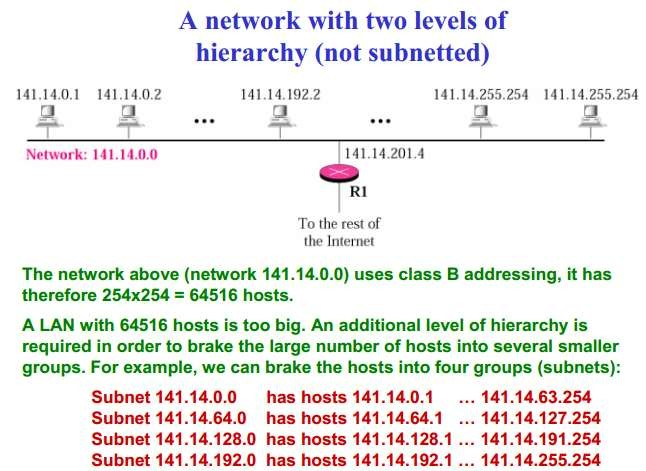 A network with two levels of
hierarchy (not subnetted)
141.14.0.1 141.14.0.2 141.14.192.2 141.14.255.254 141.14.255.254
... ...
Network: 141.14.0.0
141.14.201.4
R1
To the rest of
the Internet
The network above (network 141.14.0.0) uses class B addressing, it has
therefore 254x254 = 64516 hosts.
A LAN with 64516 hosts is too big. An additional level of hierarchy is
required in order to brake the large number of hosts into several smaller
groups. For example, we can brake the hosts into four groups (subnets):
Subnet 141.14.0.0 has hosts 141.14.0.1 … 141.14.63.254
Subnet 141.14.64.0 has hosts 141.14.64.1 … 141.14.127.254
Subnet 141.14.128.0 has hosts 141.14.128.1 … 141.14.191.254
Subnet 141.14.192.0 has hosts 141.14.192.1 … 141.14.255.254